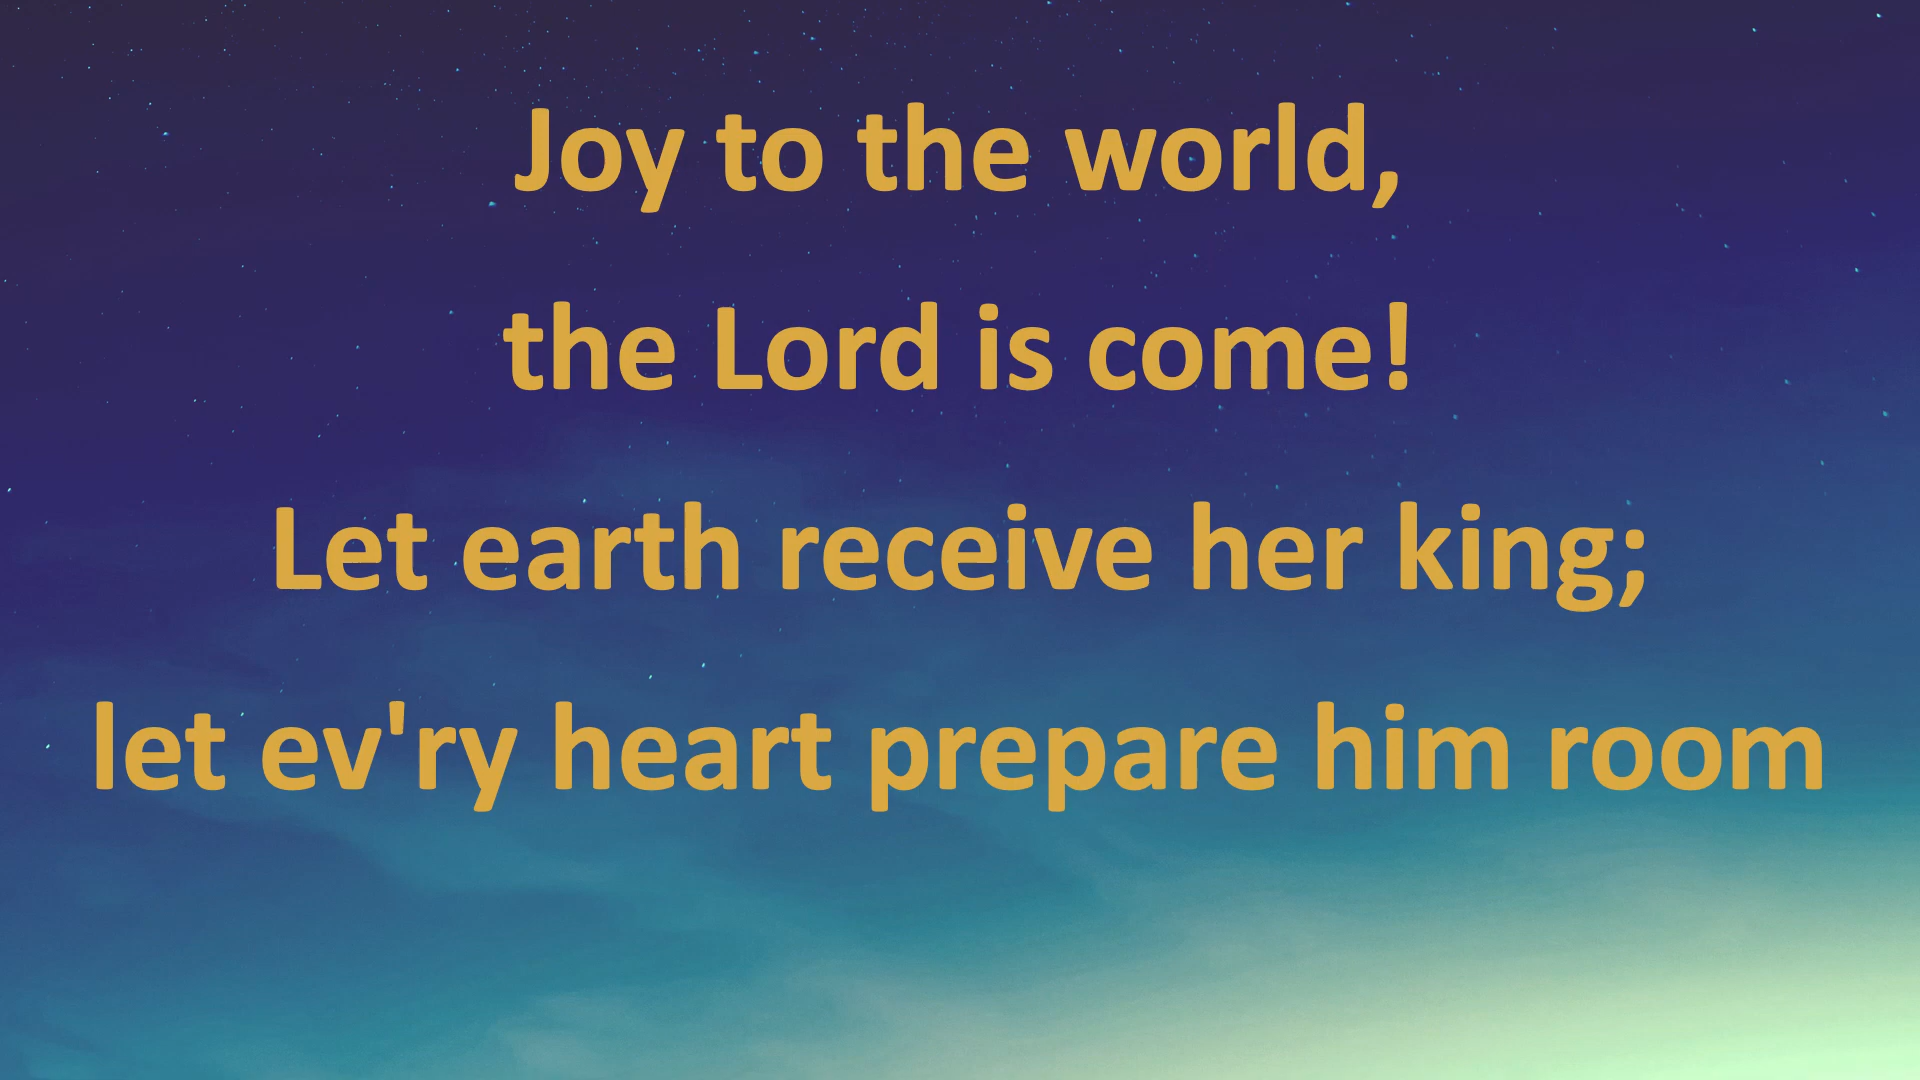 Joy to the world,
the Lord is come!
Let earth receive her king;
let ev'ry heart prepare him room